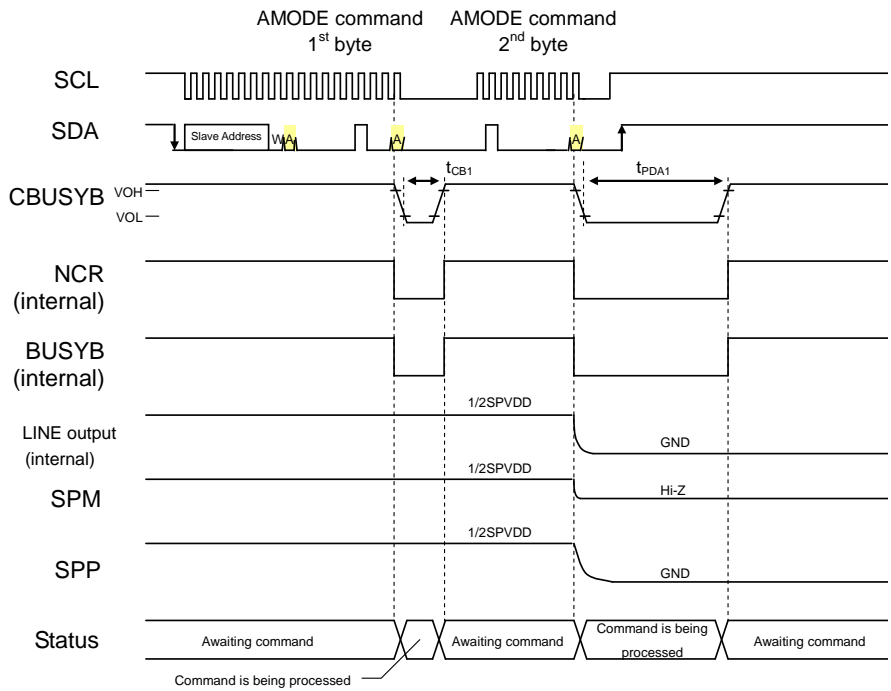 AMODE command
1st byte
AMODE command
2nd byte
SCL
SDA
Slave Address
W
A
A
A
tCB1
tPDA1
CBUSYB
VOH
VOL
NCR
(internal)
BUSYB
(internal)
1/2SPVDD
LINE output
(internal)
GND
1/2SPVDD
SPM
Hi-Z
1/2SPVDD
SPP
GND
Status
Awaiting command
Awaiting command
Command is being
processed
Awaiting command
Command is being processed